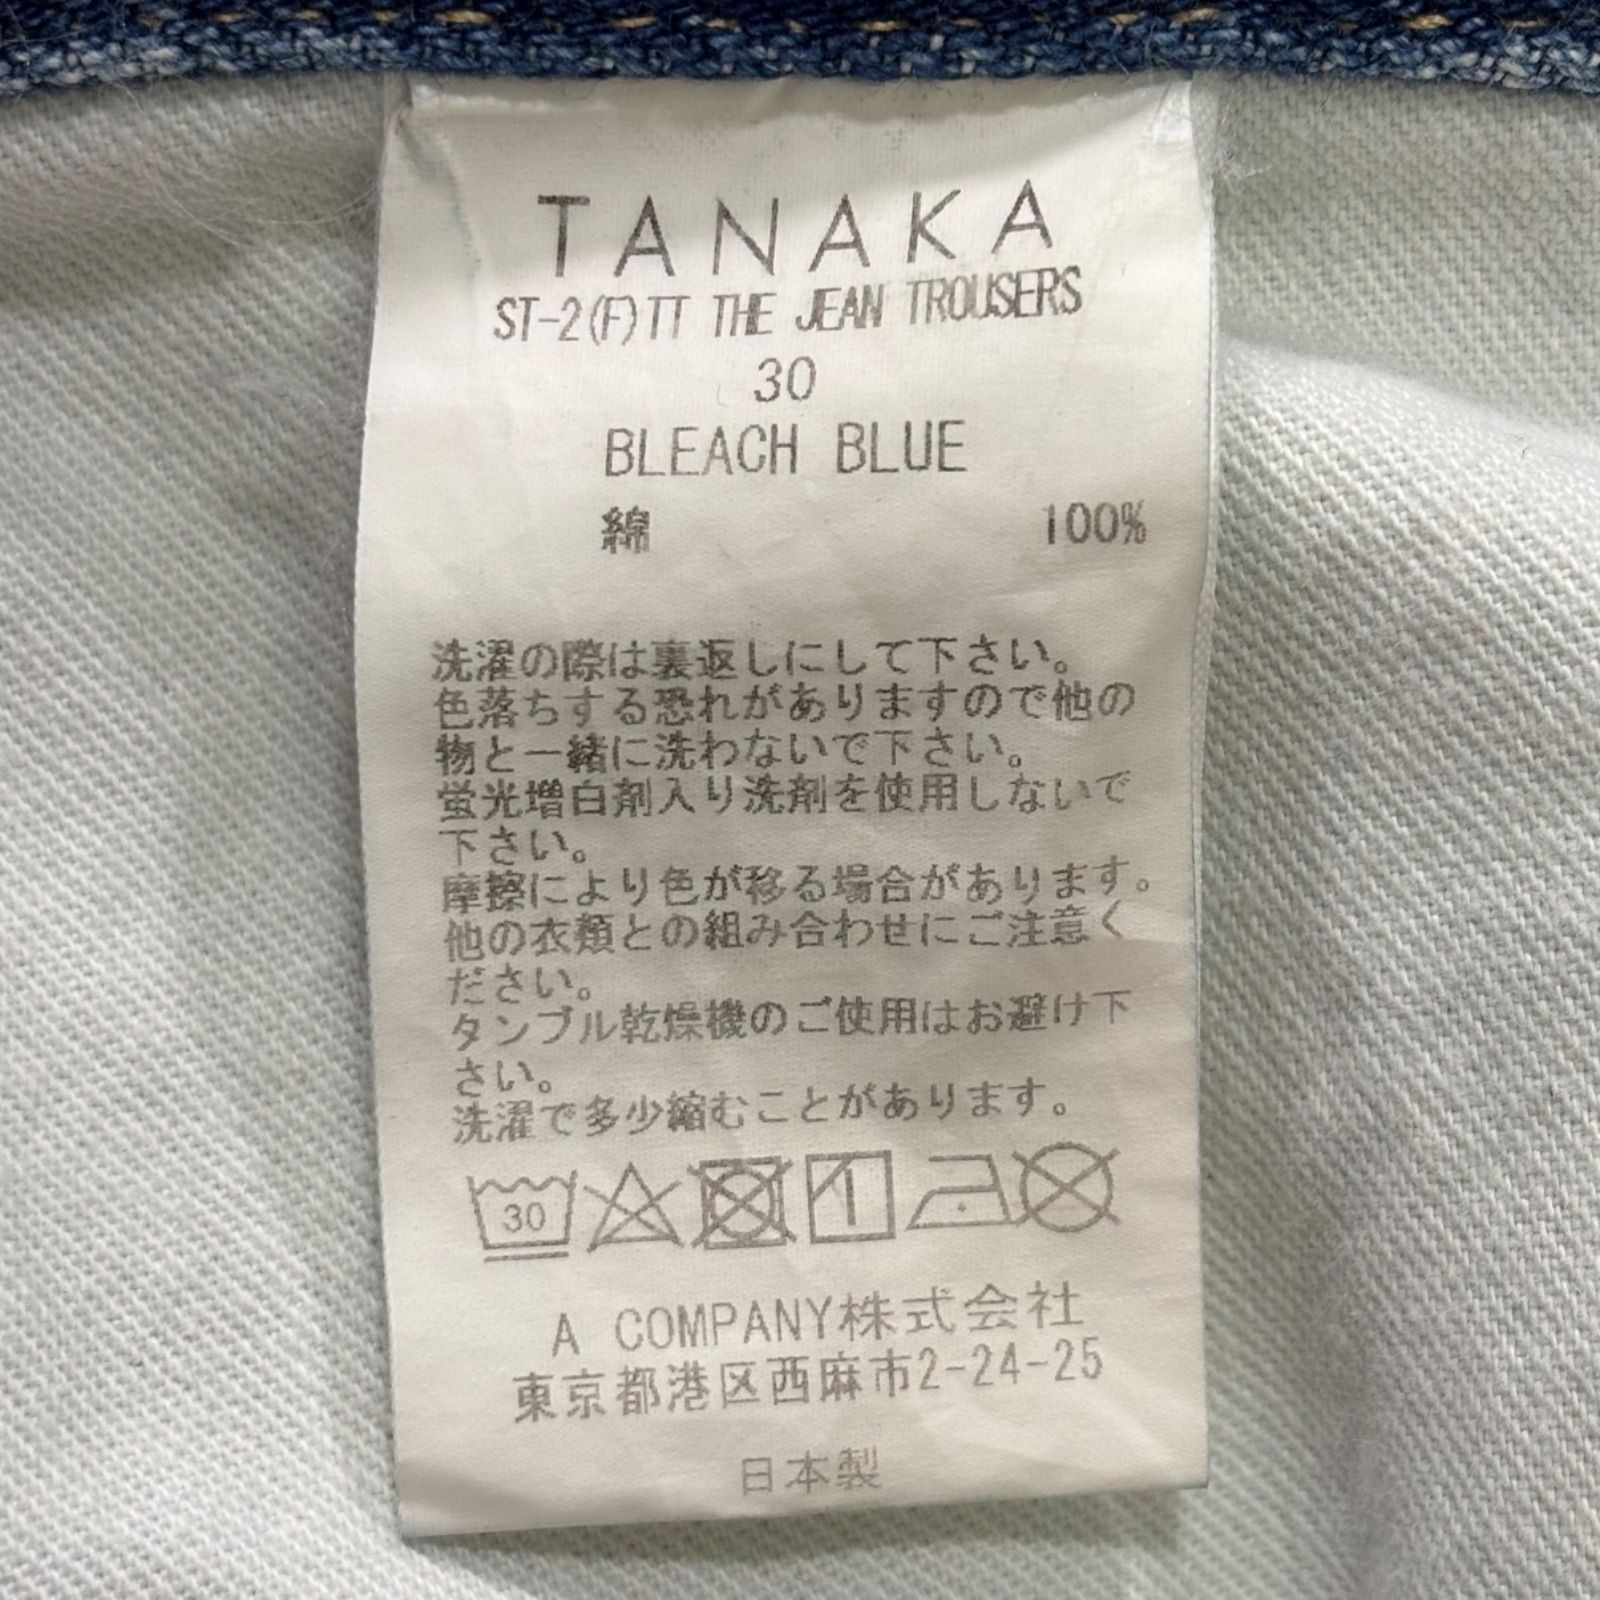 TANAKA
ST-2(F)TT THE JEAN TROUSERS
30
BLEACH BLUE
綿 100%
洗濯の際は裏返しにして下さい。
色落ちする恐れがありますので他の
物と一緒に洗わないで下さい。
蛍光増白剤入り洗剤を使用しないで
下さい。
摩擦により色が移る場合があります。
他の衣類との組み合わせにご注意く
ださい。
タンブル乾燥機のご使用はお避け下
さい。
洗濯で多少縮むことがあります。
30
A COMPANY株式会社
東京都港区西麻布2-24-25
日本製